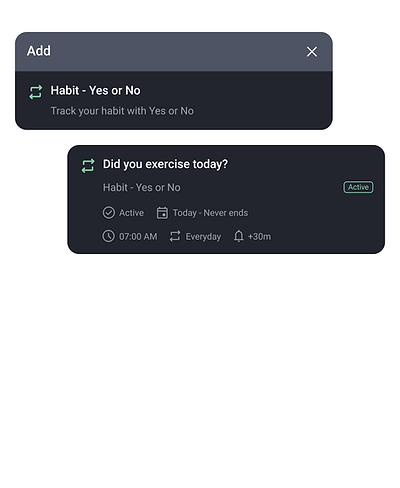 Add
Habit - Yes or No
Track your habit with Yes or No
Did you exercise today?
Habit - Yes or No
Active
Active Today - Never ends
07:00 AM Everyday +30m